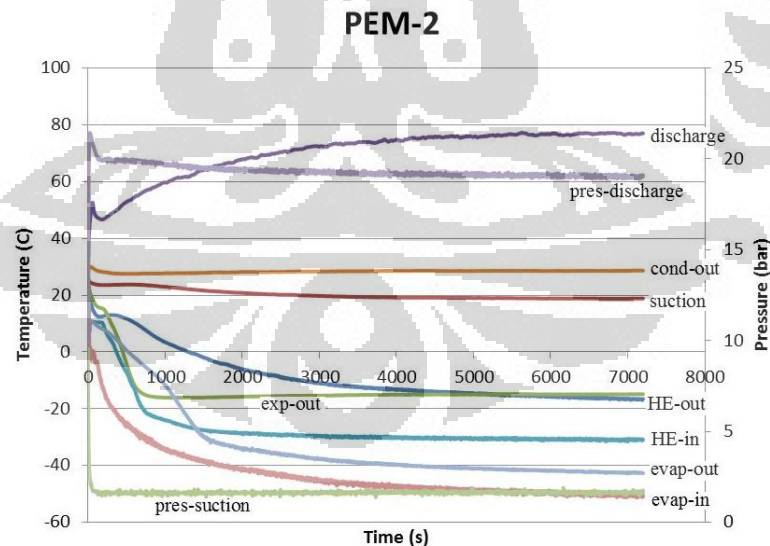 PEM-2
100
80
60
40
20
0
-20
-40
-60
25
20
15
10
5
0
0 1000 2000 3000 4000 5000 6000 7000 8000
Temperature (C)
Pressure (bar)
Time (s)
discharge
pres-discharge
cond-out
suction
exp-out
HE-out
HE-in
evap-out
evap-in
pres-suction